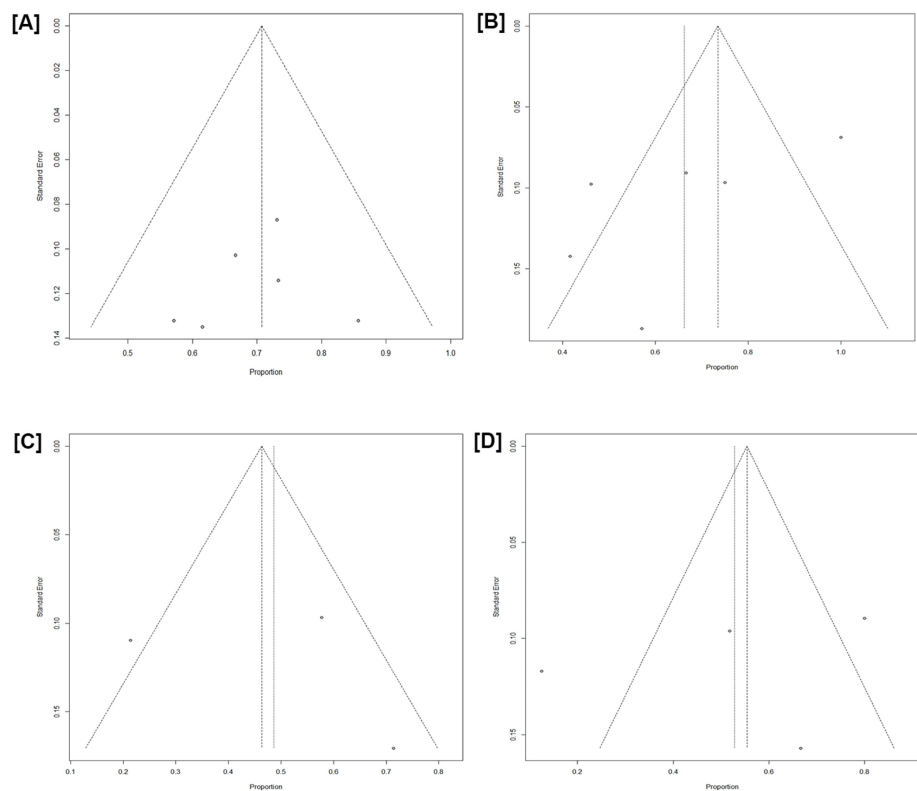 [A]
0.00
0.02
0.04
0.06
0.08
0.10
0.12
0.14
Standard Error
0.5 0.6 0.7 0.8 0.9 1.0
Proportion
[B]
0.00
0.05
0.10
0.15
Standard Error
0.4 0.6 0.8 1.0
Proportion
[C]
0.00
0.05
0.10
0.15
Standard Error
0.1 0.2 0.3 0.4 0.5 0.6 0.7 0.8
Proportion
[D]
0.00
0.05
0.10
0.15
Standard Error
0.2 0.4 0.6 0.8
Proportion